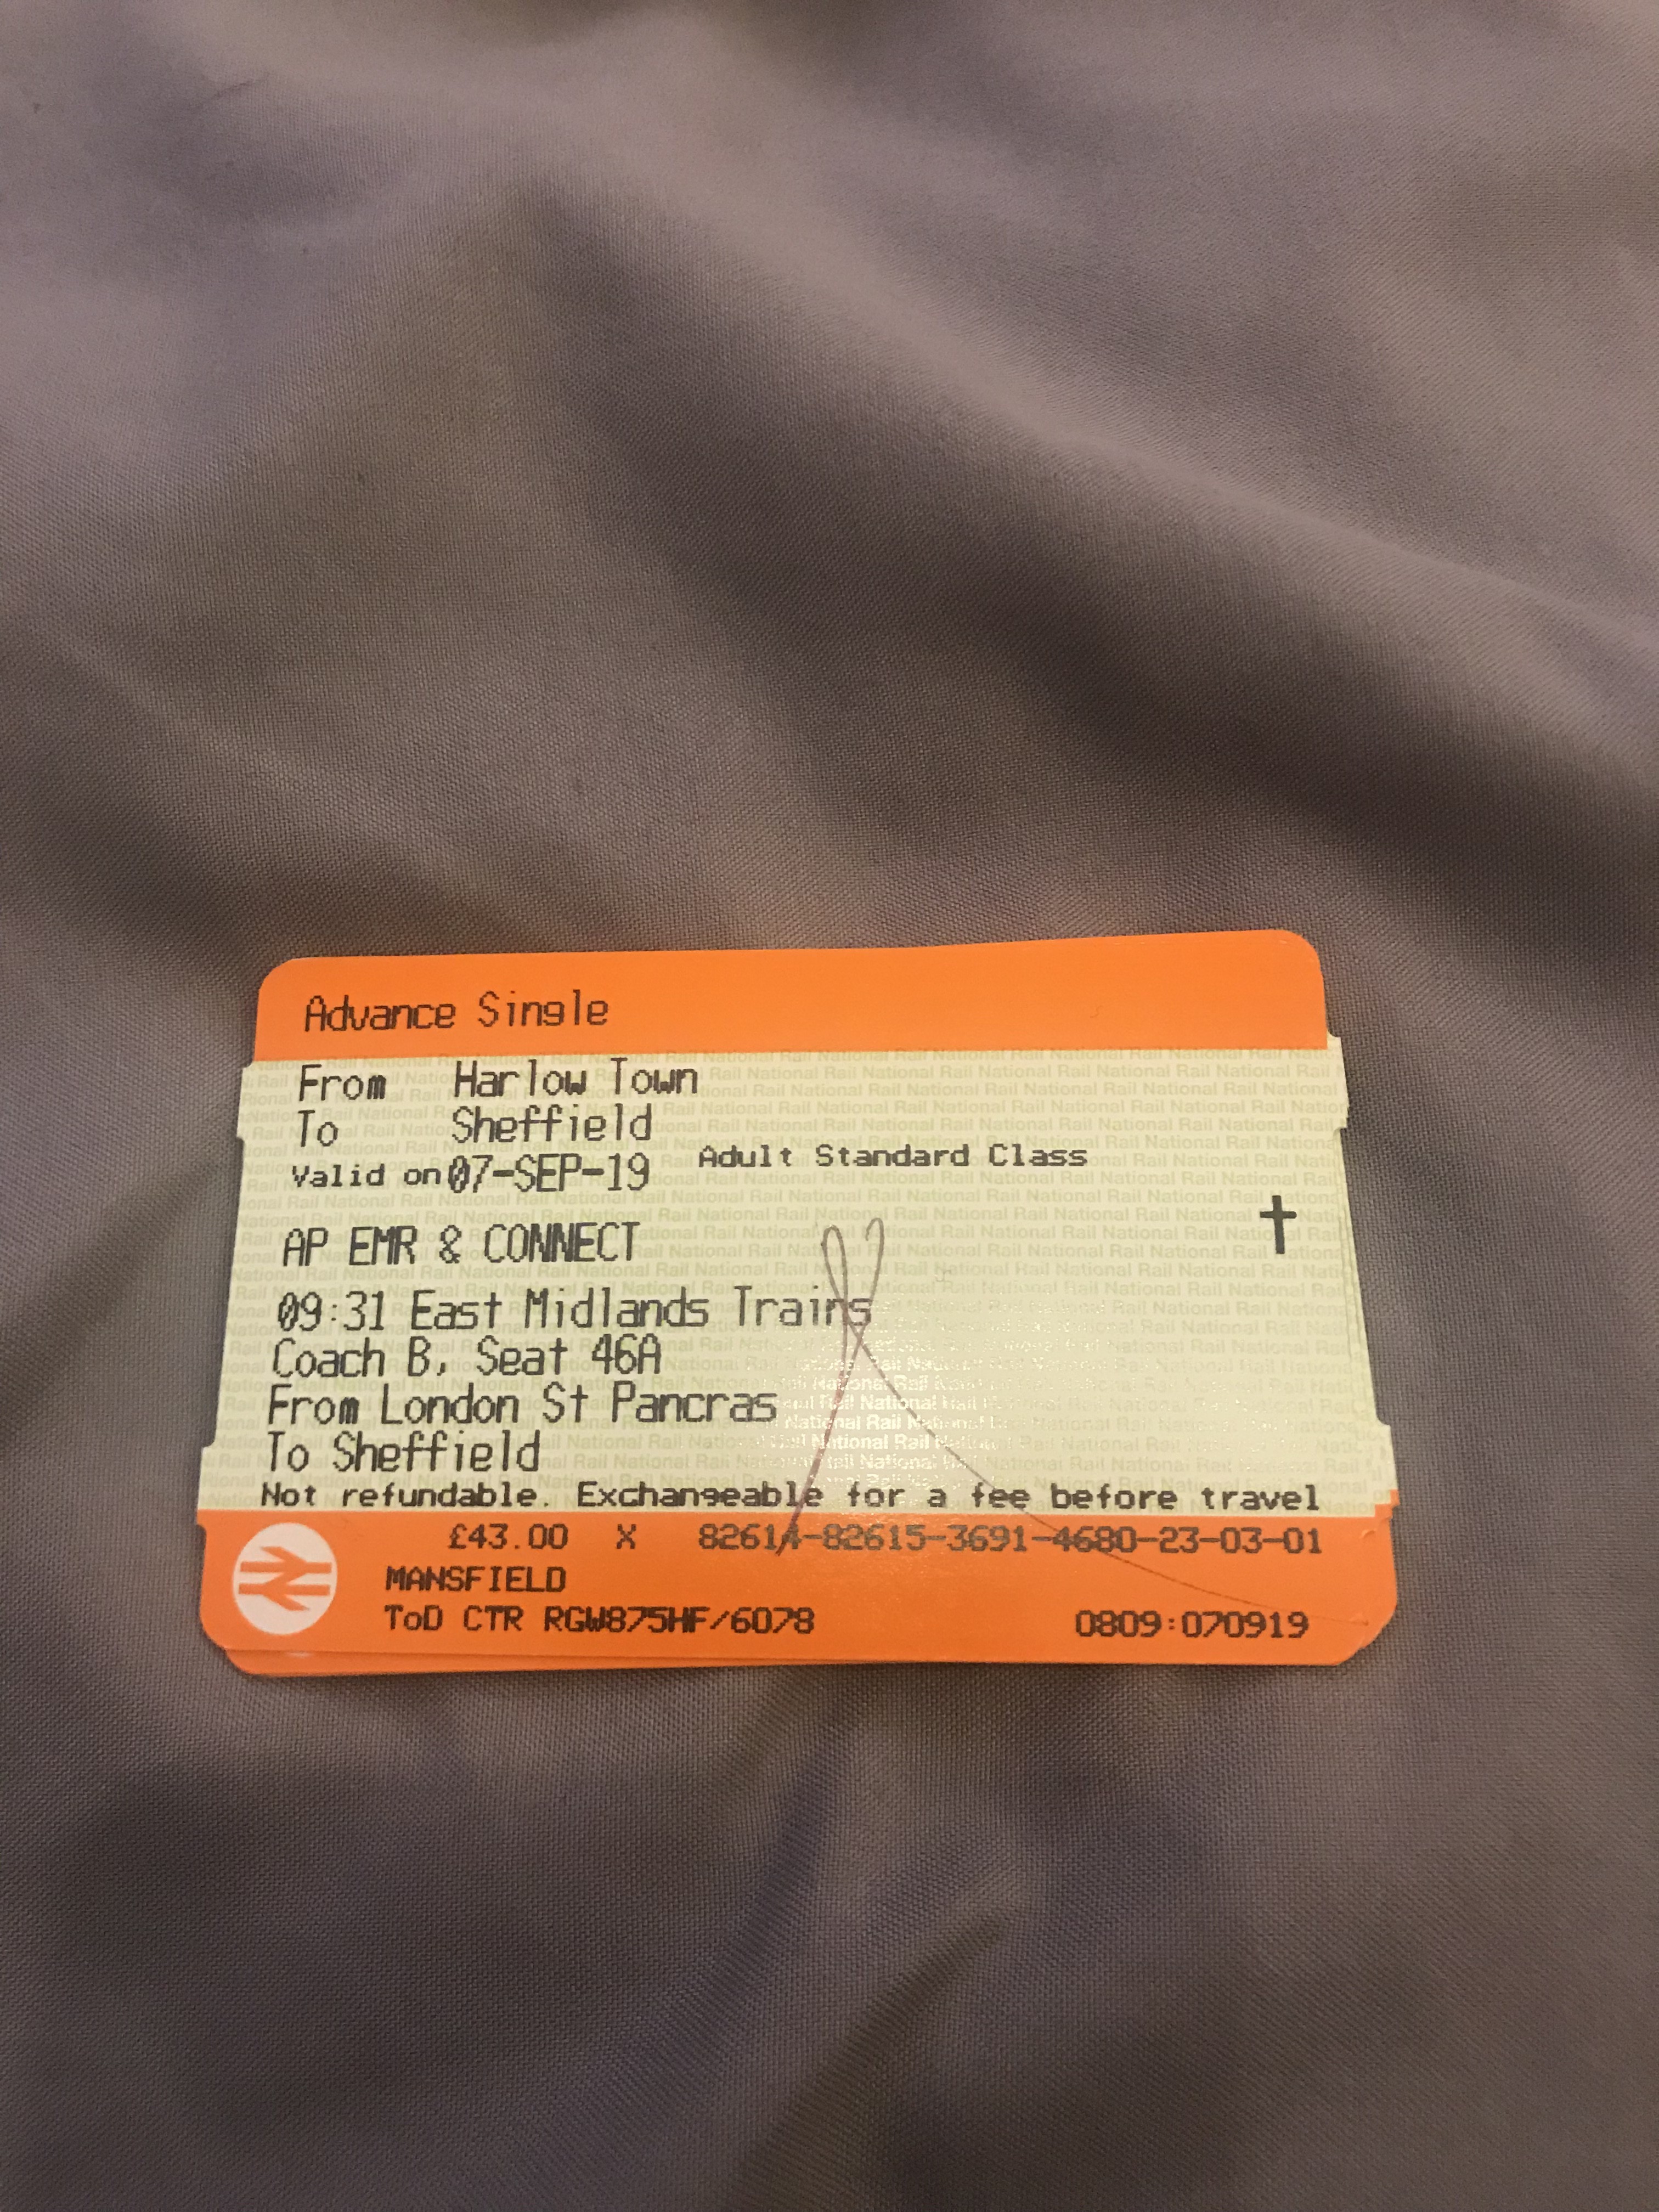 Advance Single
From Harlow Town
To Sheffield
Valid on 07-SEP-19 Adult Standard Class
†
AP EMR & CONNECT
09:31 East Midlands Trains
Coach B, Seat 46A
From London St Pancras
To Sheffield
Not refundable. Exchangeable for a fee before travel
£43.00 X 82614-82615-3691-4680-23-03-01
MANSFIELD
ToD CTR RGW875HF/6078 0809:070919